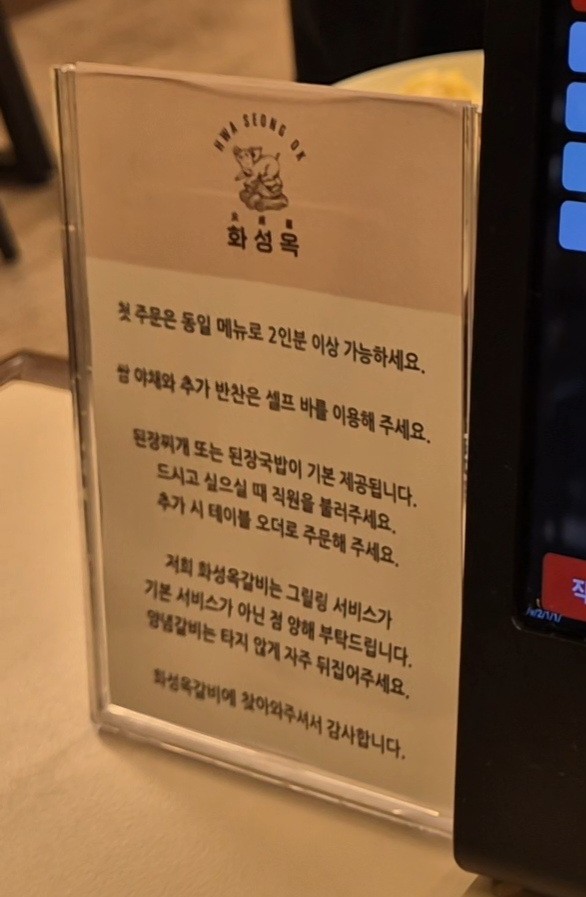 HWA SEONG OK
화성옥
첫 주문은 동일 메뉴로 2인분 이상 가능하세요.
쌈 야채와 추가 반찬은 셀프 바를 이용해 주세요.
된장찌개 또는 된장국밥이 기본 제공됩니다.
드시고 싶으실 때 직원을 불러주세요.
추가 시 테이블 오더로 주문해 주세요.
저희 화성옥갈비는 그릴링 서비스가
기본 서비스가 아닌 점 양해 부탁드립니다.
양념갈비는 타지 않게 자주 뒤집어주세요.
화성옥갈비에 찾아와주셔서 감사합니다.